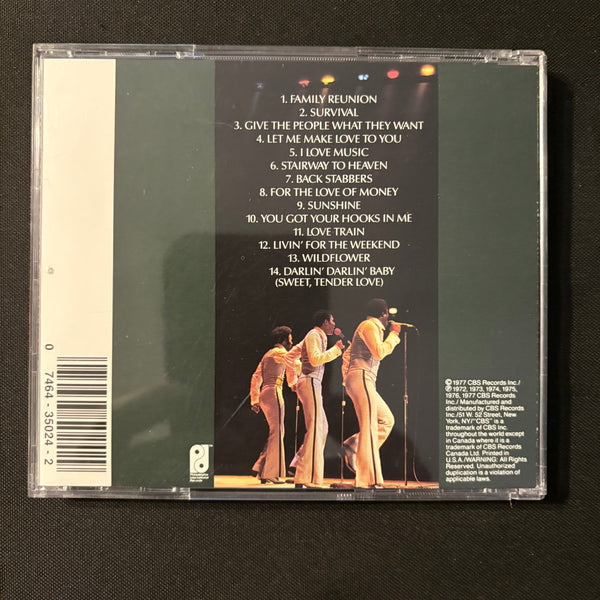 1. FAMILY REUNION
2. SURVIVAL
3. GIVE THE PEOPLE WHAT THEY WANT
4. LET ME MAKE LOVE TO YOU
5. I LOVE MUSIC
6. STAIRWAY TO HEAVEN
7. BACK STABBERS
8. FOR THE LOVE OF MONEY
9. SUNSHINE
10. YOU GOT YOUR HOOKS IN ME
11. LOVE TRAIN
12. LIVIN' FOR THE WEEKEND
13. WILDFLOWER
14. DARLIN' DARLIN' BABY
(SWEET, TENDER LOVE)
0 7464-35024-2
© 1977 CBS Records Inc./
℗ 1972, 1973, 1974, 1975,
1976, 1977 CBS Records
Inc./ Manufactured and
distributed by CBS Records
Inc./51 W. 52 Street, New
York, NY/"CBS" is a
trademark of CBS Inc.
throughout the world except
in Canada where it is a
trademark of CBS Records
Canada Ltd. Printed in
U.S.A./WARNING: All Rights
Reserved. Unauthorized
duplication is a violation of
applicable laws.